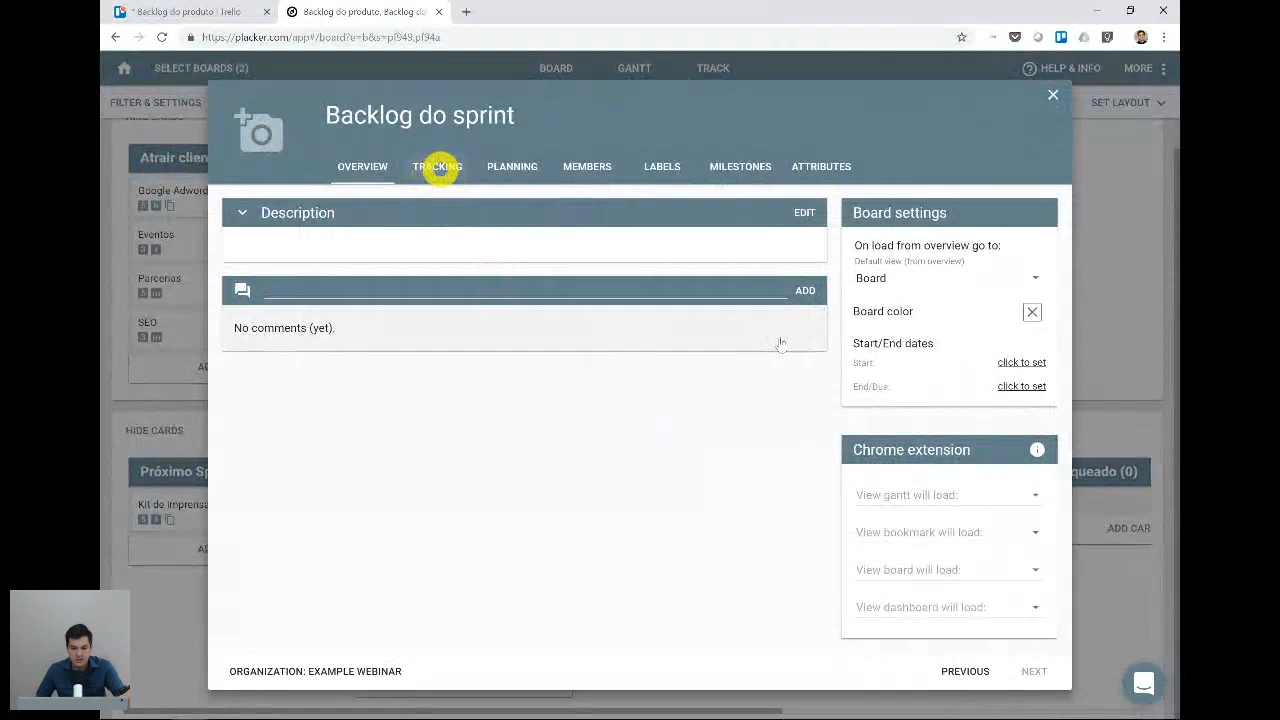 * Backlog do produto | Trello
Backlog do produto, Backlog do
https://placker.com/app#/board?e=b&s=pf949,pf94a
SELECT BOARDS (2)
BOARD
GANTT
TRACK
HELP & INFO
MORE
FILTER & SETTINGS
SET LAYOUT
Backlog do sprint
OVERVIEW
TRACKING
PLANNING
MEMBERS
LABELS
MILESTONES
ATTRIBUTES
HIDE CARDS
Atrair clien
Google Adword
Eventos
Parcerias
SEO
AD
Description
EDIT
ADD
No comments (yet).
Board settings
On load from overview go to:
Default view (from overview)
Board
Board color
Start/End dates
Start:
click to set
End/Due:
click to set
HIDE CARDS
Próximo Sp
Kit de imprensa
AD
queado (0)
ADD CAR
Chrome extension
View gantt will load:
View bookmark will load:
View board will load:
View dashboard will load:
ORGANIZATION: EXAMPLE WEBINAR
PREVIOUS
NEXT